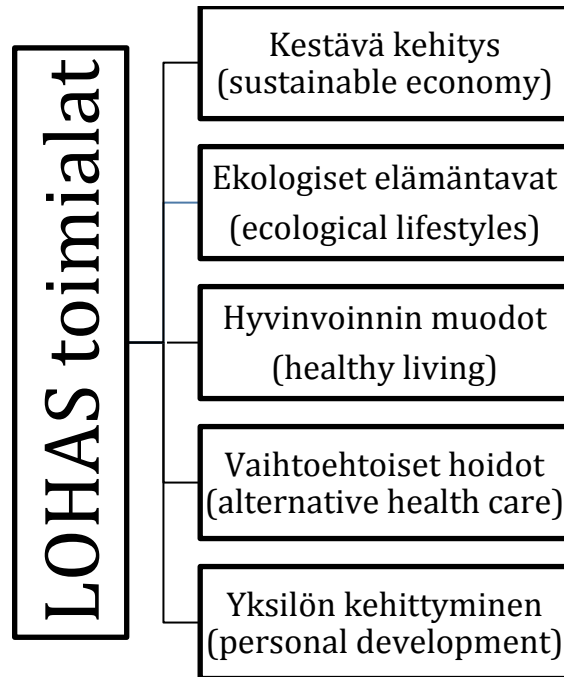 LOHAS toimialat
Kestävä kehitys
(sustainable economy)
Ekologiset elämäntavat
(ecological lifestyles)
Hyvinvoinnin muodot
(healthy living)
Vaihtoehtoiset hoidot
(alternative health care)
Yksilön kehittyminen
(personal development)